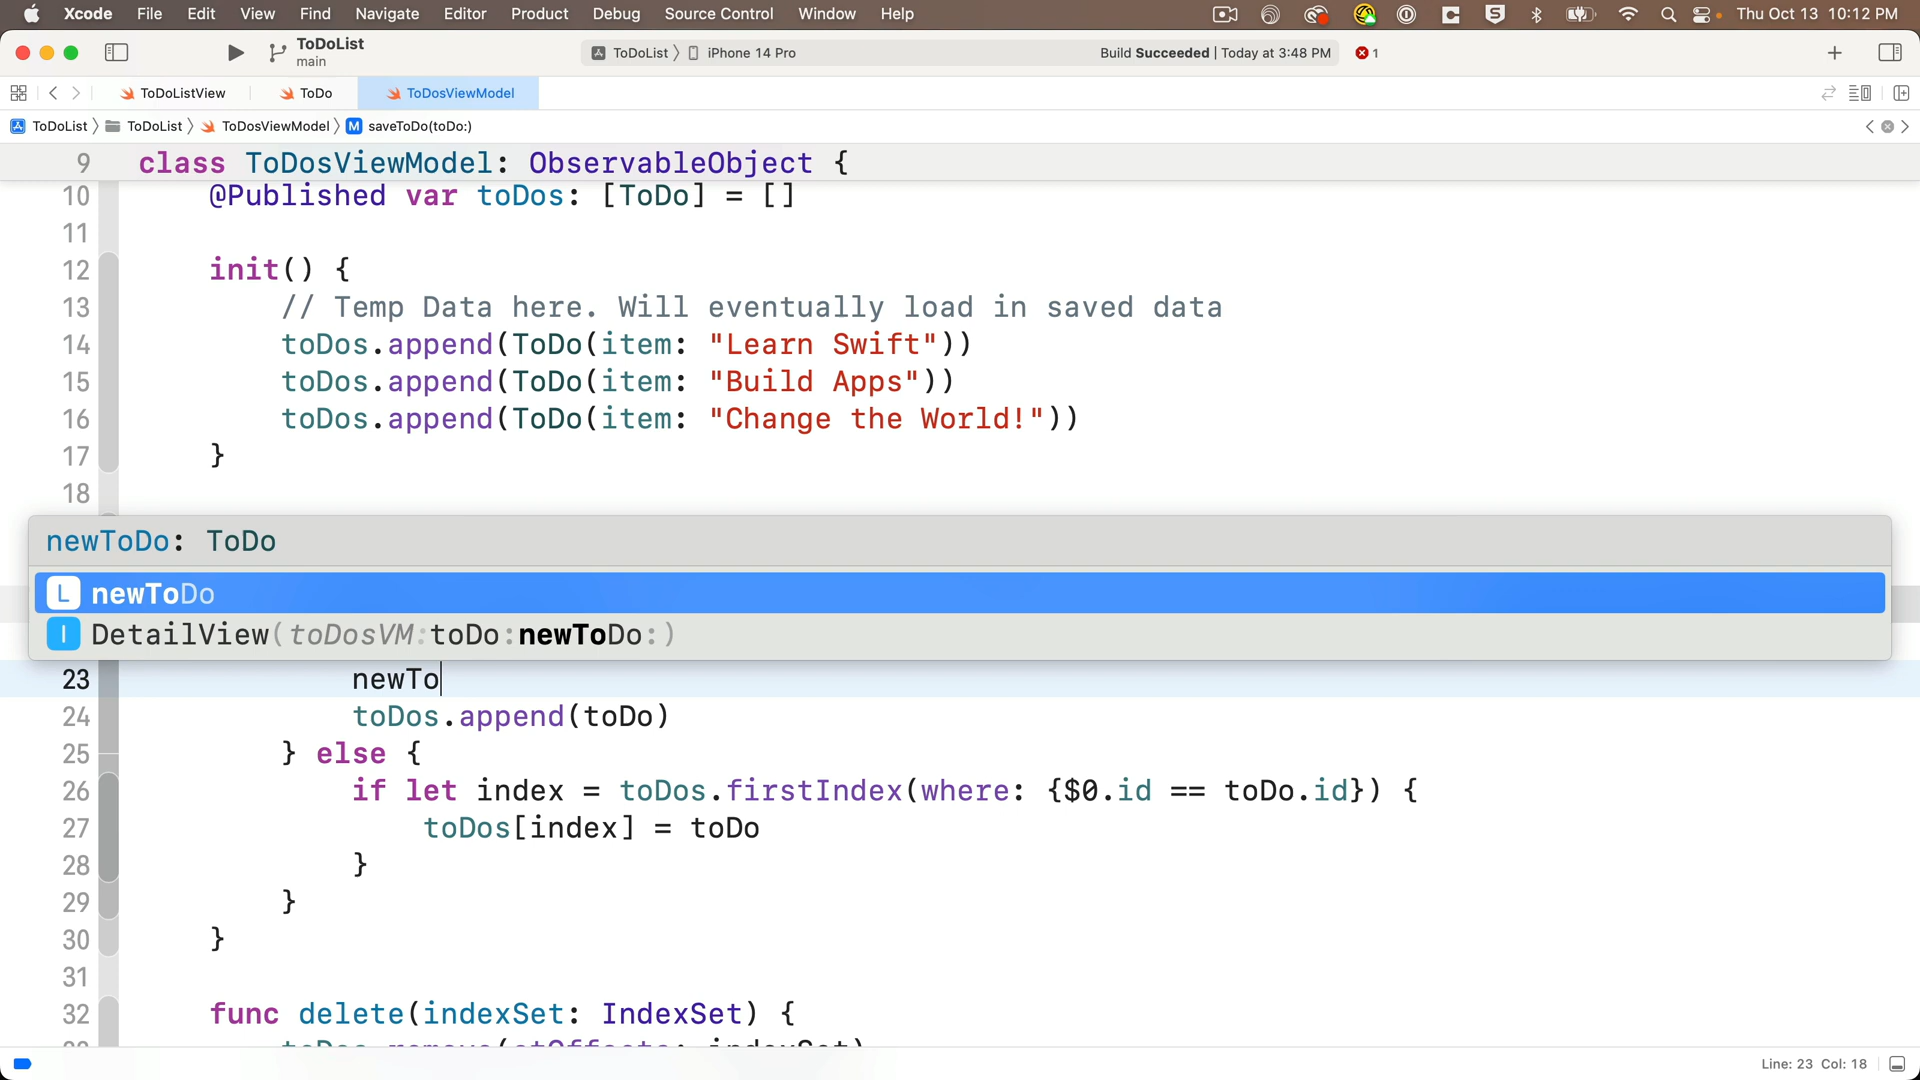 Xcode File Edit View Find Navigate Editor Product Debug Source Control Window Help Thu Oct 13 10:12 PM
ToDoList
main
ToDoList 〉 iPhone 14 Pro Build Succeeded | Today at 3:48 PM 1
ToDoListView ToDo ToDosViewModel
ToDoList 〉 ToDoList 〉 ToDosViewModel 〉 M saveToDo(toDo:)
9 class ToDosViewModel: ObservableObject {
10 @Published var toDos: [ToDo] = []
11
12 init() {
13 // Temp Data here. Will eventually load in saved data
14 toDos.append(ToDo(item: "Learn Swift"))
15 toDos.append(ToDo(item: "Build Apps"))
16 toDos.append(ToDo(item: "Change the World!"))
17 }
18
newToDo: ToDo
L newToDo
I DetailView(toDosVM:toDo:newToDo:)
23 newTo
24 toDos.append(toDo)
25 } else {
26 if let index = toDos.firstIndex(where: {$0.id == toDo.id}) {
27 toDos[index] = toDo
28 }
29 }
30 }
31
32 func delete(indexSet: IndexSet) {
Line: 23 Col: 18